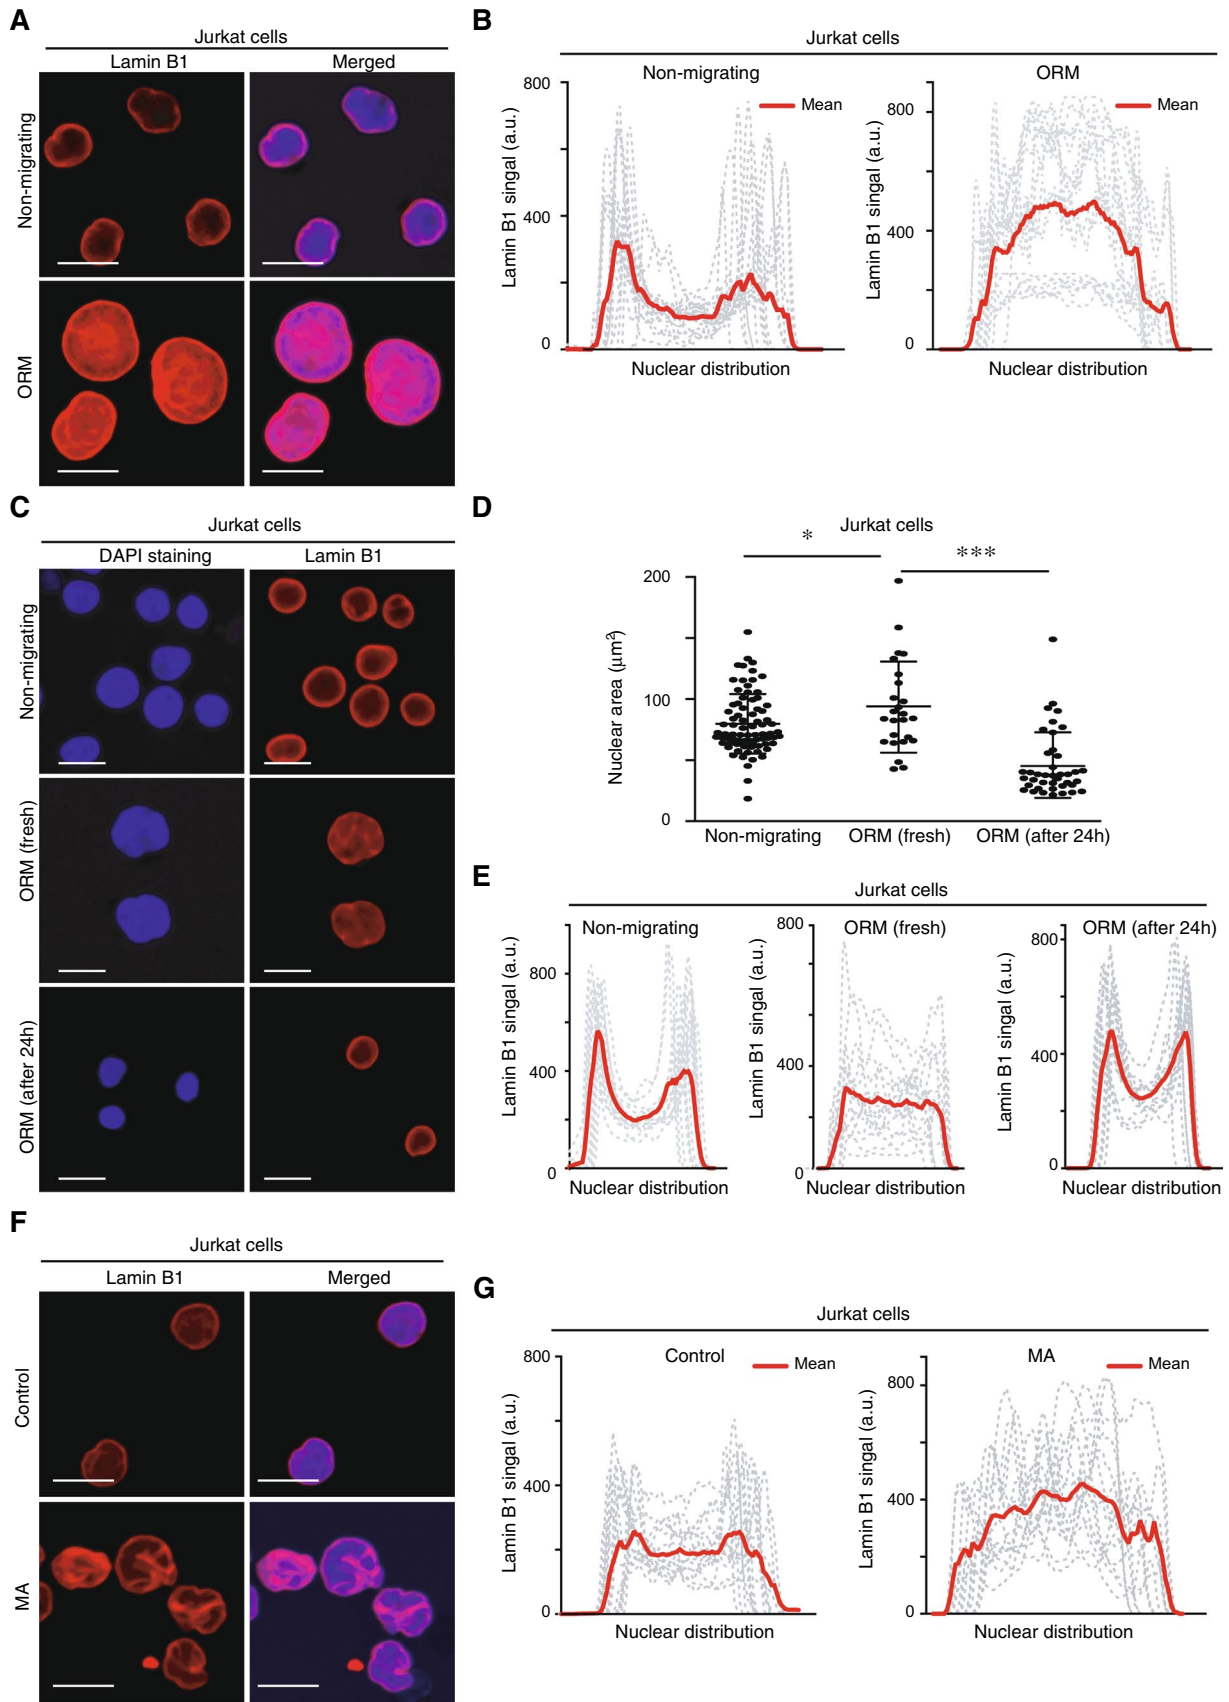 A
Jurkat cells
Lamin B1 Merged
Non-migrating
ORM
B
Jurkat cells
Non-migrating ORM
Mean Mean
Lamin B1 singal (a.u.)
800
400
0
Nuclear distribution
Lamin B1 singal (a.u.)
800
400
0
Nuclear distribution
C
Jurkat cells
DAPI staining Lamin B1
Non-migrating
ORM (fresh)
ORM (after 24h)
D
Jurkat cells
* ***
Nuclear area (μm²)
200
100
0
Non-migrating ORM (fresh) ORM (after 24h)
E
Jurkat cells
Non-migrating ORM (fresh) ORM (after 24h)
Lamin B1 singal (a.u.)
800
400
0
Nuclear distribution
Lamin B1 singal (a.u.)
800
400
0
Nuclear distribution
Lamin B1 singal (a.u.)
800
400
0
Nuclear distribution
F
Jurkat cells
Lamin B1 Merged
Control
MA
G
Jurkat cells
Control MA
Mean Mean
Lamin B1 singal (a.u.)
800
400
0
Nuclear distribution
Lamin B1 singal (a.u.)
800
400
0
Nuclear distribution